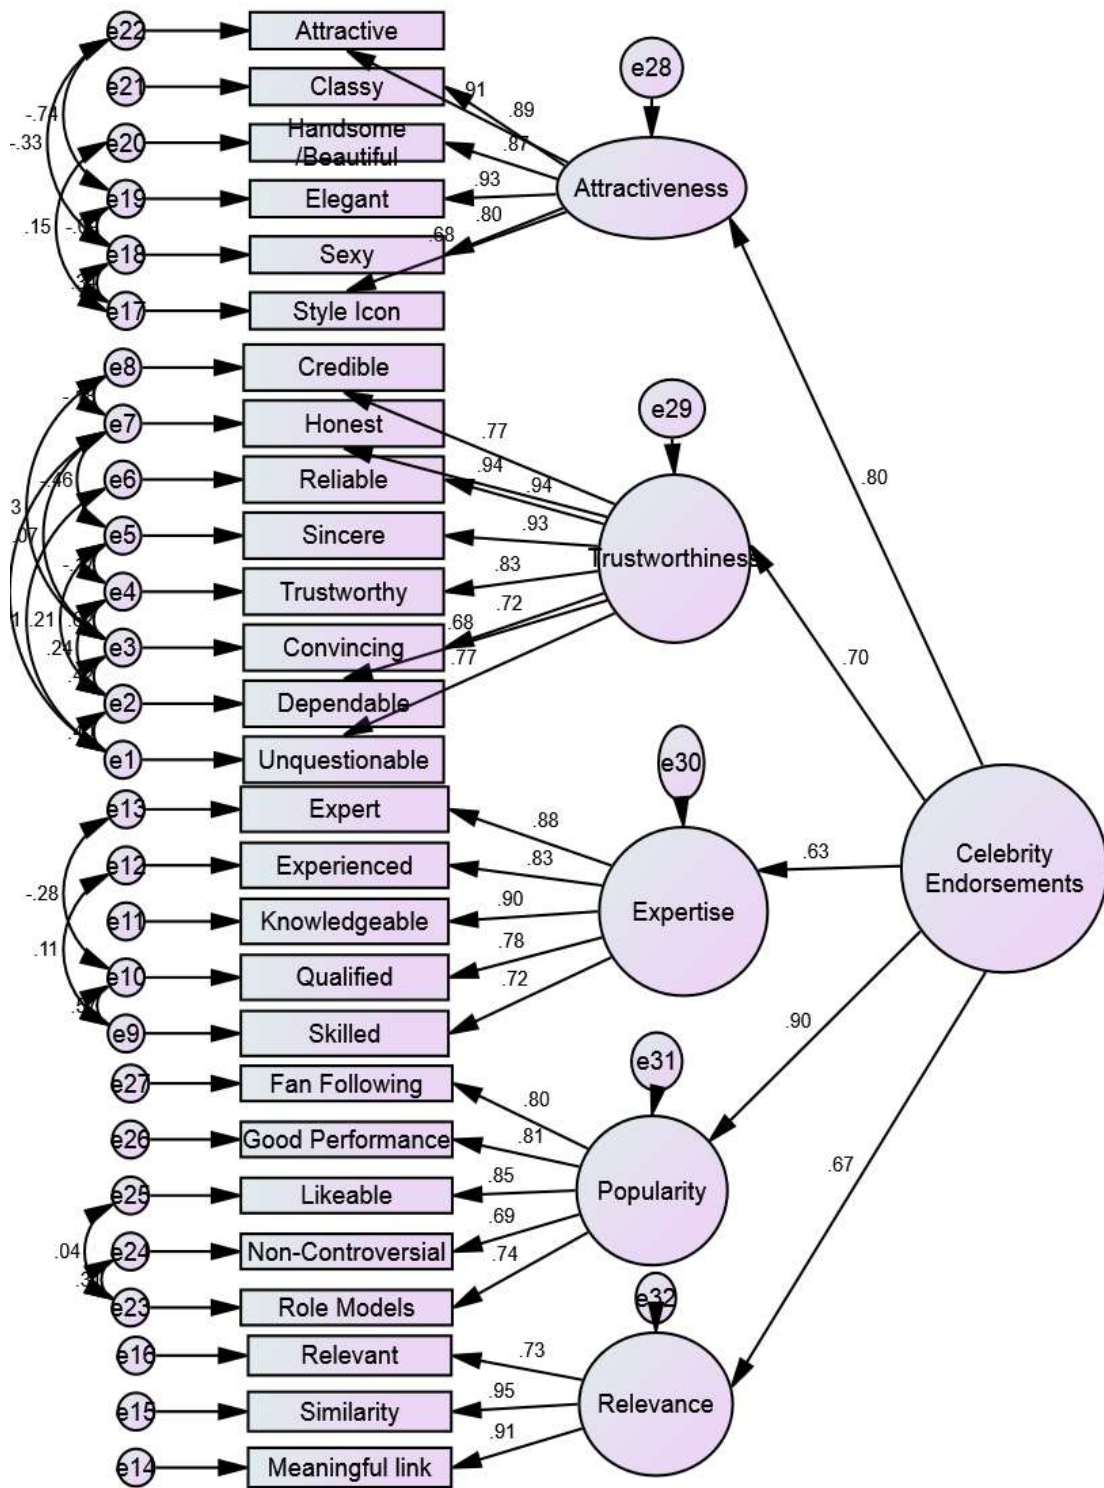 e22
Attractive
e28
.91
e21
Classy
.89
-.74
-.33
e20
Handsome
/Beautiful
.87
Attractiveness
e19
Elegant
.93
.15
.80
.68
e18
Sexy
e17
Style Icon
e8
Credible
e29
e7
Honest
.77
.80
.94
-.46
e6
Reliable
.94
.07
e5
Sincere
.93
Trustworthiness
e4
Trustworthy
.83
.72
.21
.68
e3
Convincing
.24
.77
.70
e2
Dependable
e1
Unquestionable
e30
e13
Expert
.88
.63
Celebrity
Endorsements
e12
Experienced
.83
-.28
e11
Knowledgeable
.90
Expertise
.11
.78
e10
Qualified
.72
e9
Skilled
.90
e31
e27
Fan Following
.80
e26
Good Performance
.81
.67
e25
Likeable
.85
Popularity
.69
.04
e24
Non-Controversial
.74
e23
Role Models
e32
e16
Relevant
.73
e15
Similarity
.95
Relevance
.91
e14
Meaningful link